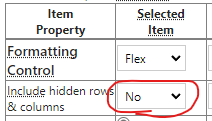 Item Selected
Property Item
Formatting Flex
Control
Include hidden rows No
& columns